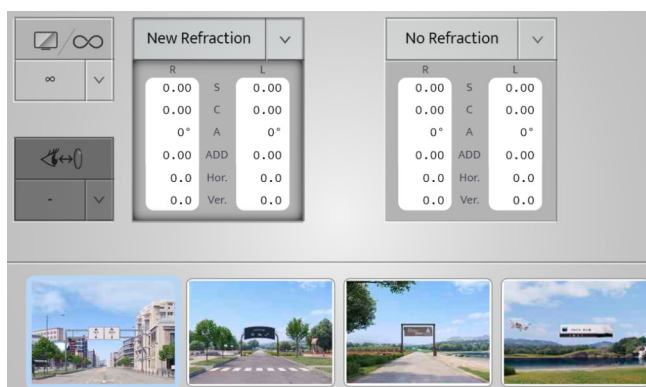 New Refraction
No Refraction
∞
∞
R L
0.00 S 0.00
0.00 C 0.00
0° A 0°
0.00 ADD 0.00
0.0 Hor. 0.0
0.0 Ver. 0.0
-
R L
0.00 S 0.00
0.00 C 0.00
0° A 0°
0.00 ADD 0.00
0.0 Hor. 0.0
0.0 Ver. 0.0